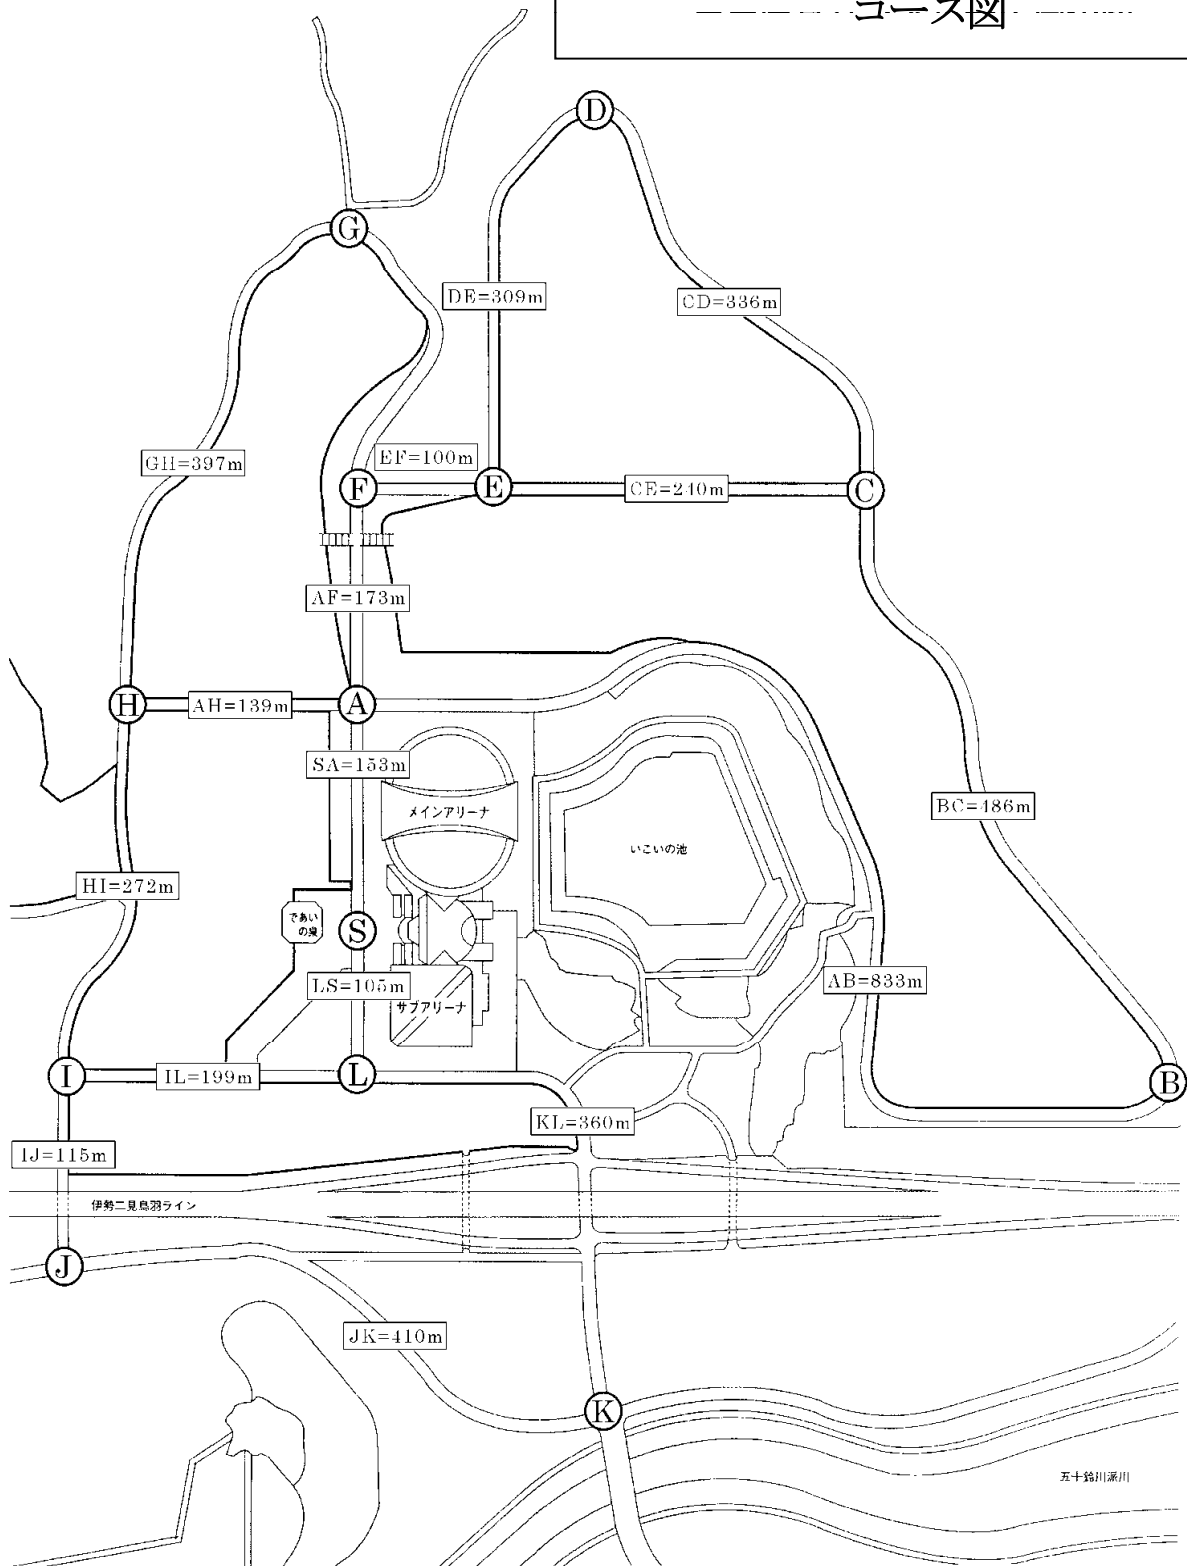 コース図
D
G
DE=309m
CD=336m
GH=397m
EF=100m
F
E
CE=240m
C
AF=173m
H
AH=139m
A
SA=153m
メインアリーナ
BC=486m
いこいの池
HI=272m
であい
の泉
S
AB=833m
LS=105m
サブアリーナ
I
IL=199m
L
B
KL=360m
IJ=115m
伊勢二見鳥羽ライン
J
JK=410m
K
五十鈴川派川